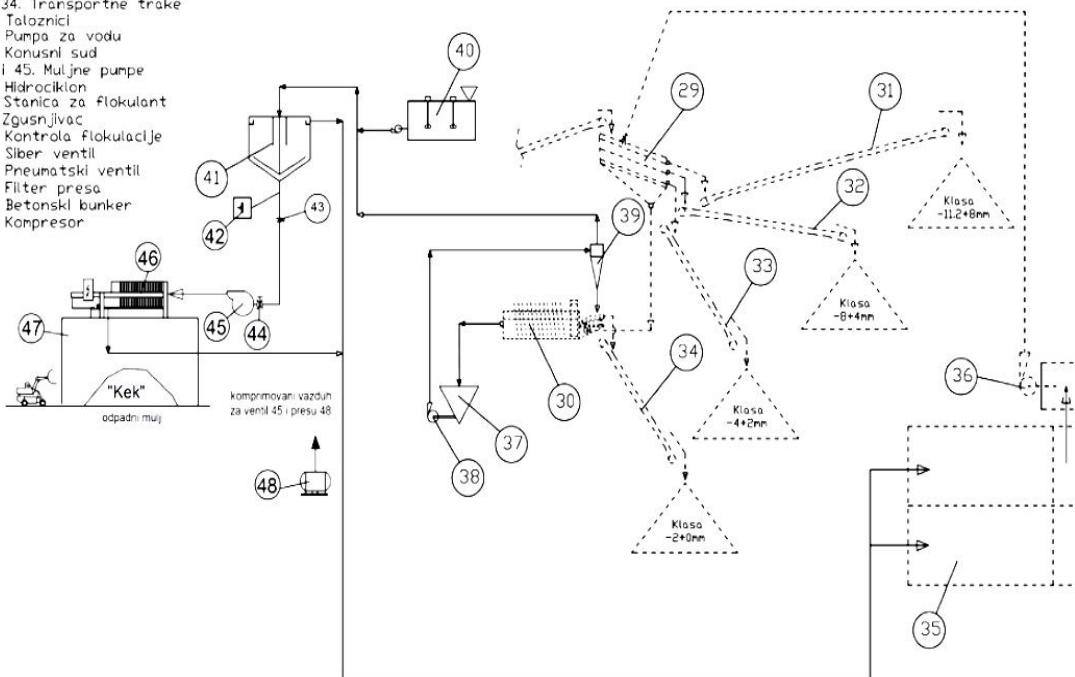 34. Transportne trake
Taloznici
Pumpa za vodu
Konusni sud
i 45. Muljne pumpe
Hidrociklon
Stanica za flokulant
Zgusnjivac
Kontrola flokulacije
Siber ventil
Pneumatski ventil
Filter presa
Betonski bunker
Kompresor
40
29
31
41
32
42
43
39
Klasa
-11.2+8mm
46
33
Klasa
-8+4mm
45
44
47
34
"Kek"
30
36
odpadni mulj
komprimovani vazduh
za ventil 45 i presu 48
37
Klasa
-4+2mm
38
48
Klasa
-2+0mm
35